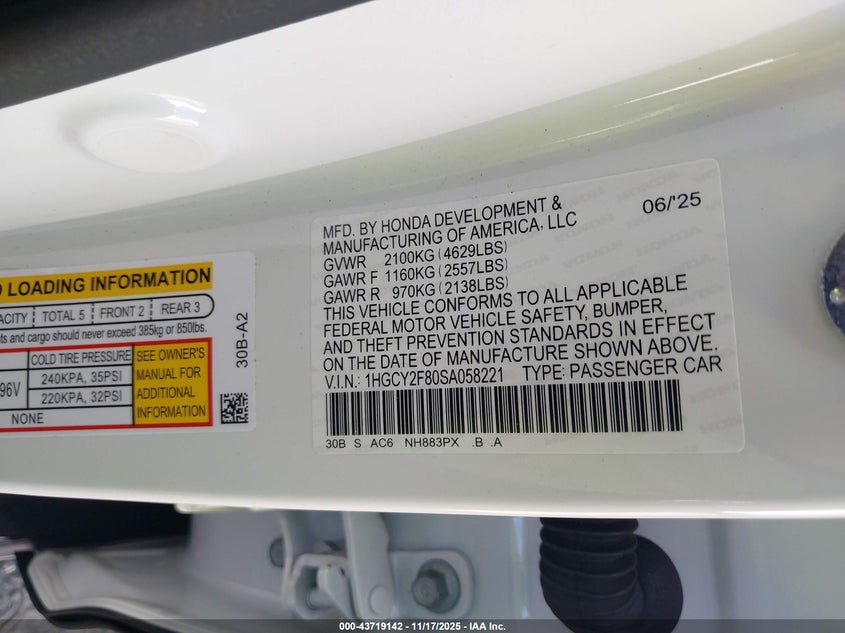 MFD. BY HONDA DEVELOPMENT &
MANUFACTURING OF AMERICA, LLC
06/'25
GVWR 2100KG(4629LBS)
GAWR F 1160KG(2557LBS)
GAWR R 970KG(2138LBS)
THIS VEHICLE CONFORMS TO ALL APPLICABLE
FEDERAL MOTOR VEHICLE SAFETY, BUMPER,
AND THEFT PREVENTION STANDARDS IN EFFECT
ON THE DATE OF MANUFACTURE SHOWN ABOVE.
V.I.N.: 1HGCY2F80SA058221 TYPE: PASSENGER CAR
30B S AC6 NH883PX .B .A
LOADING INFORMATION
TOTAL 5 FRONT 2 REAR 3
and cargo should never exceed 385kg or 850lbs.
COLD TIRE PRESSURE
240KPA, 35PSI
220KPA, 32PSI
NONE
SEE OWNER'S
MANUAL FOR
ADDITIONAL
INFORMATION
30B-A2
000-43719142 - 11/17/2025 - IAA Inc.